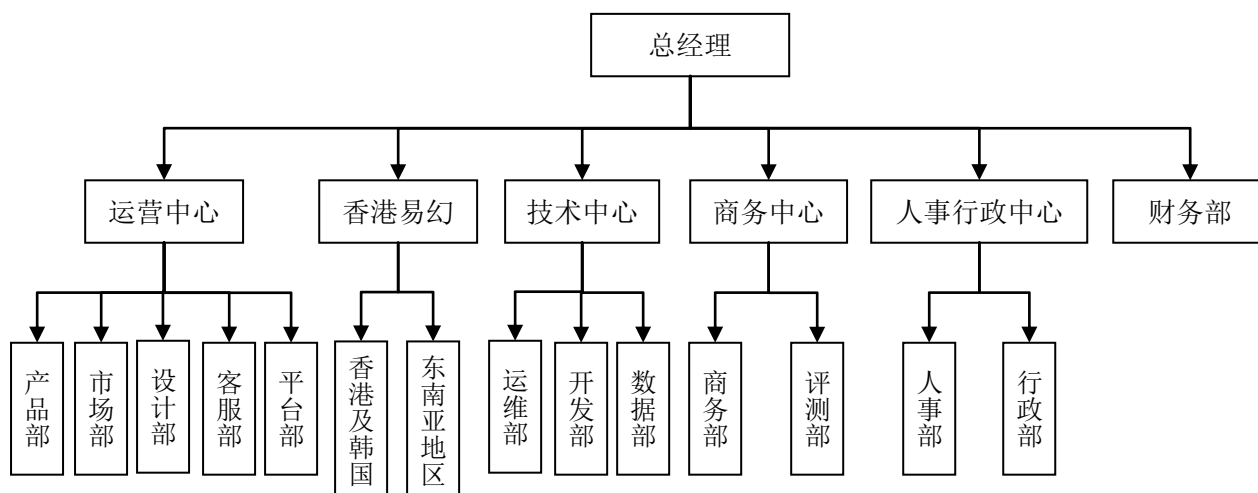 总经理
运营中心
香港易幻
技术中心
商务中心
人事行政中心
财务部
产品部
市场部
设计部
客服部
平台部
香港及韩国
东南亚地区
运维部
开发部
数据部
商务部
评测部
人事部
行政部